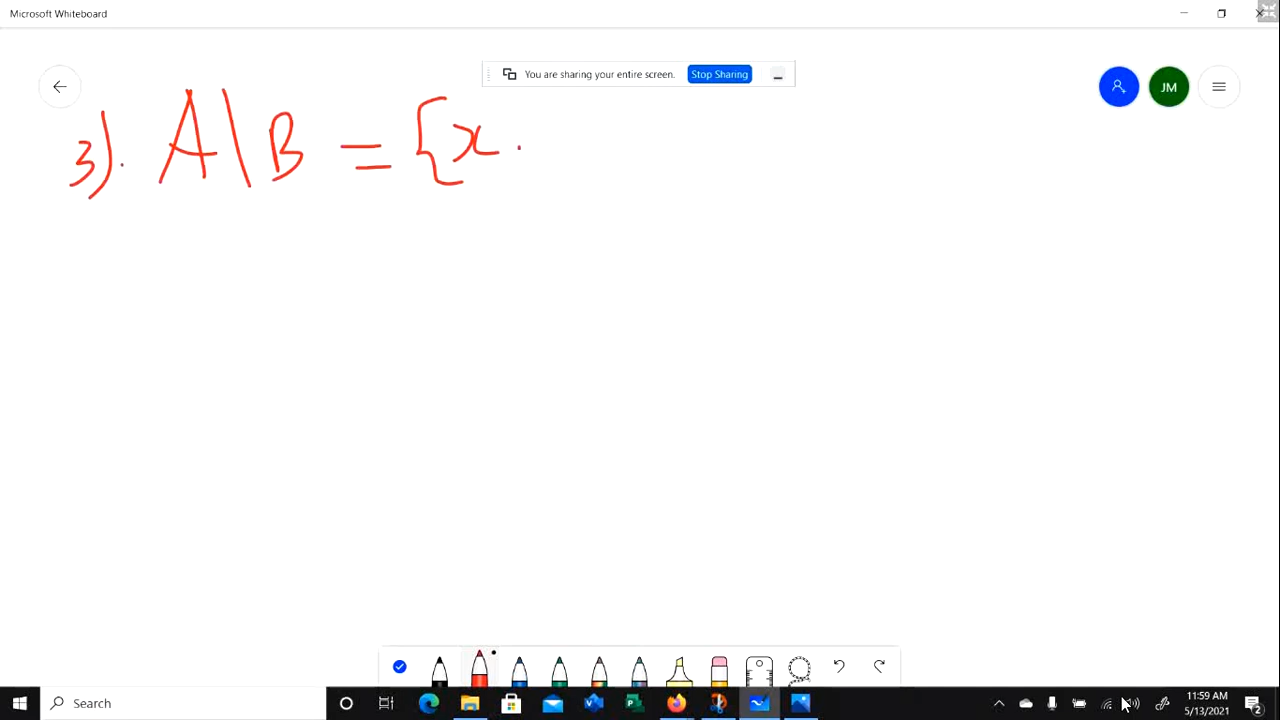 Microsoft Whiteboard
You are sharing your entire screen. Stop Sharing
JM
3). A\B = {x .
Search
11:59 AM
5/13/2021
2